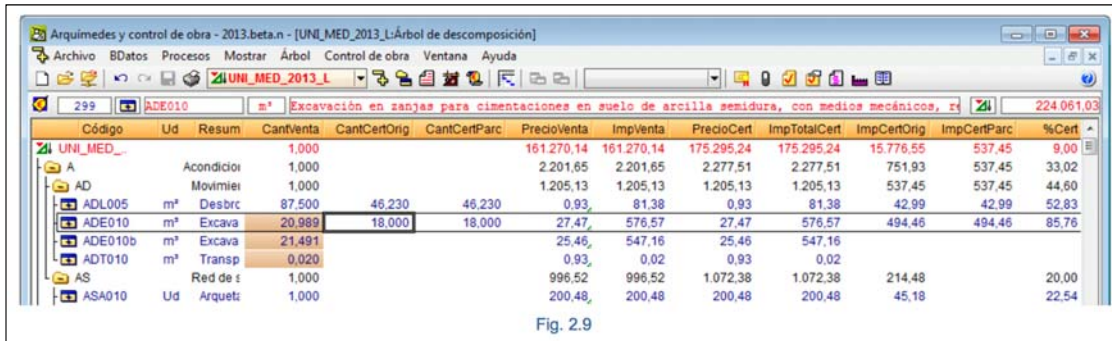 Arquímedes y control de obra - 2013.beta.n - [UNI_MED_2013_L:Árbol de descomposición]
Archivo BDatos Procesos Mostrar Árbol Control de obra Ventana Ayuda
UNI_MED_2013_L
299 ADE010 m³ Excavación en zanjas para cimentaciones en suelo de arcilla semidura, con medios mecánicos, re 224.061,03
Código Ud Resum CantVenta CantCertOrig CantCertParc PrecioVenta ImpVenta PrecioCert ImpTotalCert ImpCertOrig ImpCertParc %Cert
UNI_MED_.. 1,000 161.270,14 161.270,14 175.295,24 175.295,24 15.776,55 537,45 9,00
A Acondicior 1,000 2.201,65 2.201,65 2.277,51 2.277,51 751,93 537,45 33,02
AD Movimier 1,000 1.205,13 1.205,13 1.205,13 1.205,13 537,45 537,45 44,60
ADL005 m² Desbrc 87,500 46,230 46,230 0,93 81,38 0,93 81,38 42,99 42,99 52,83
ADE010 m³ Excava 20,989 18,000 18,000 27,47 576,57 27,47 576,57 494,46 494,46 85,76
ADE010b m³ Excava 21,491 25,46 547,16 25,46 547,16
ADT010 m³ Transp 0,020 0,93 0,02 0,93 0,02
AS Red de s 1,000 996,52 996,52 1.072,38 1.072,38 214,48 20,00
ASA010 Ud Arqueta 1,000 200,48 200,48 200,48 200,48 45,18 22,54
Fig. 2.9